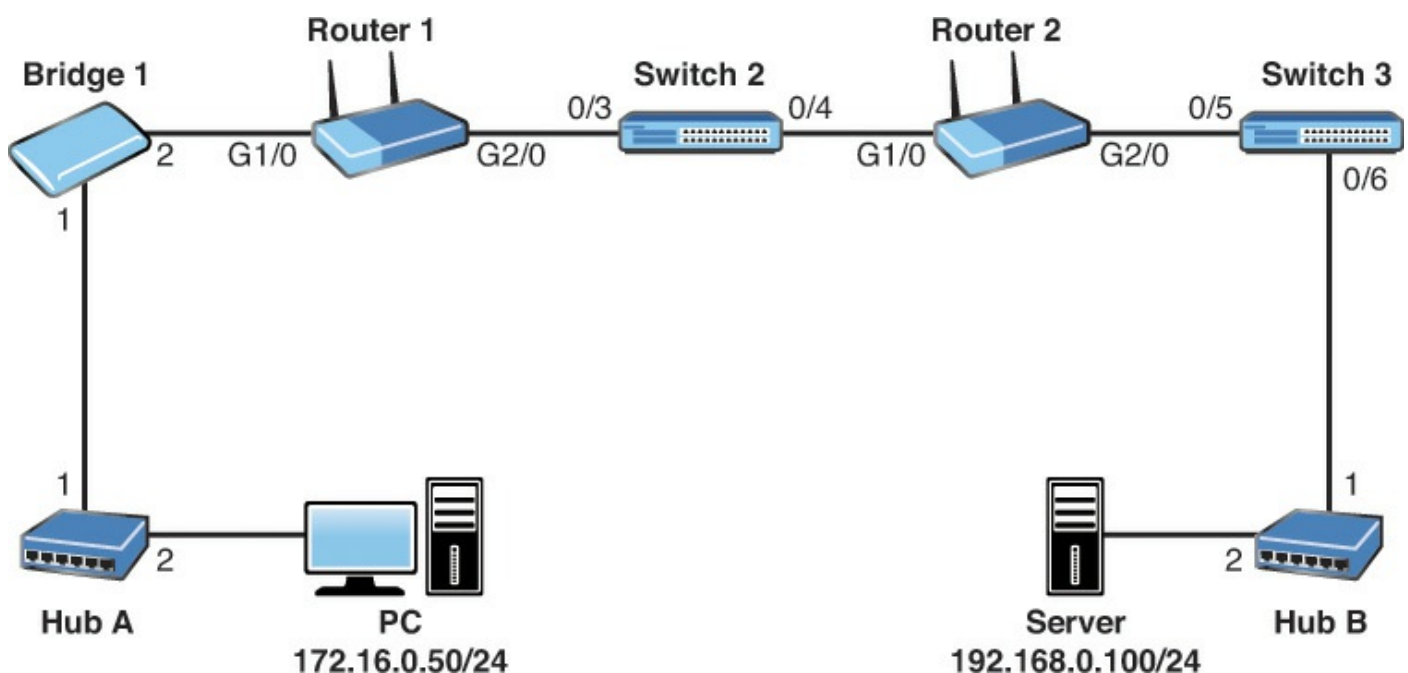 Router 1
Router 2
Bridge 1
Switch 2
Switch 3
0/3
0/4
0/5
2
G1/0
G2/0
G1/0
G2/0
0/6
1
1
1
2
2
Hub A
PC
Server
Hub B
172.16.0.50/24
192.168.0.100/24